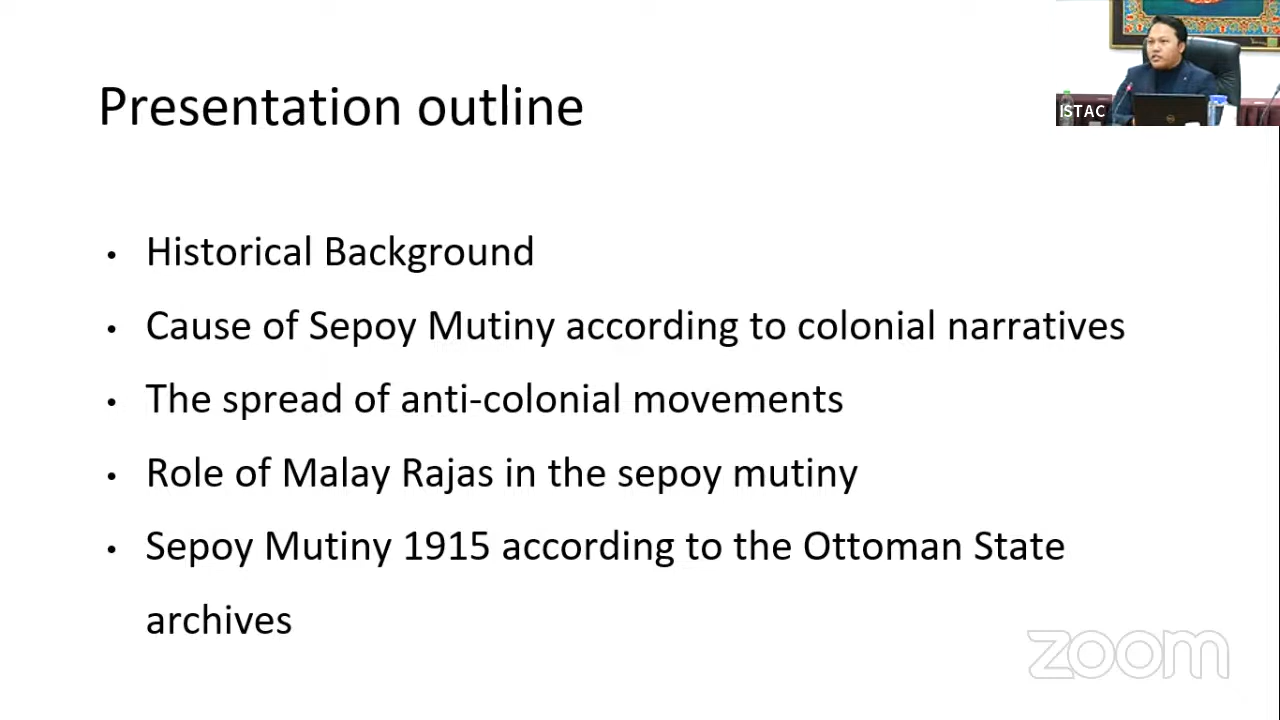 ISTAC
Presentation outline
• Historical Background
• Cause of Sepoy Mutiny according to colonial narratives
• The spread of anti-colonial movements
• Role of Malay Rajas in the sepoy mutiny
• Sepoy Mutiny 1915 according to the Ottoman State
archives
zoom